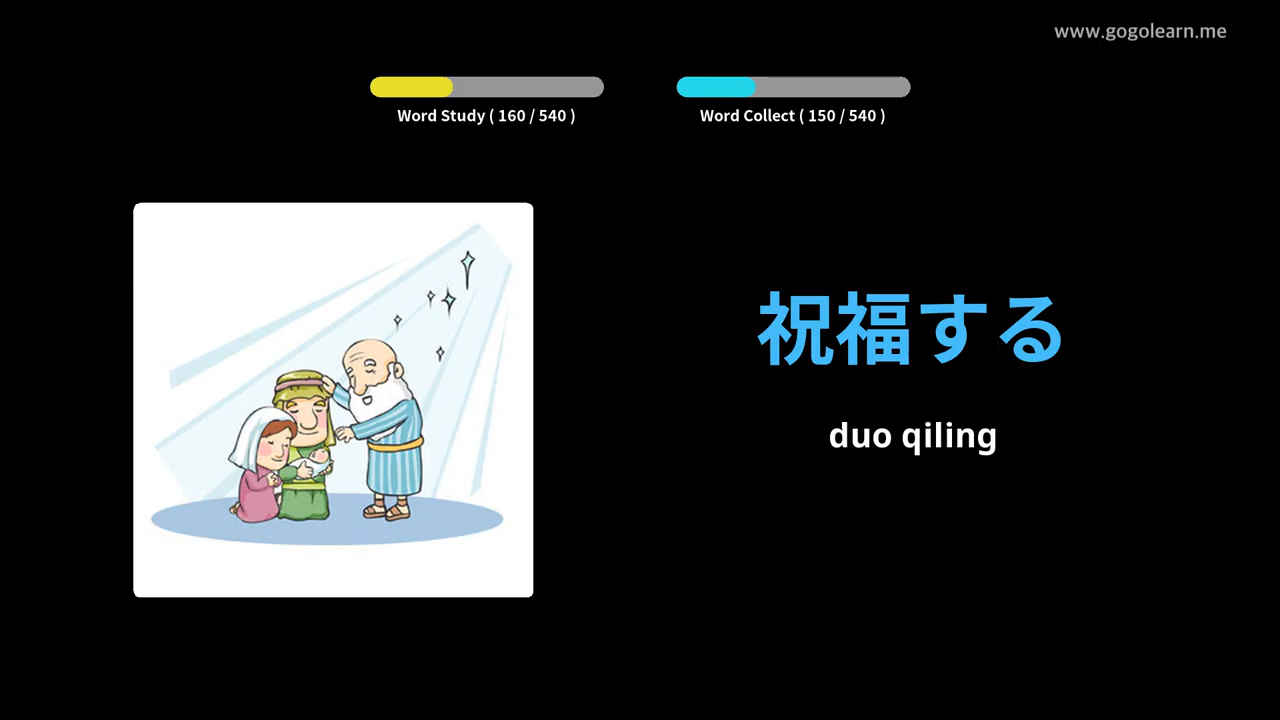 www.gogolearn.me
Word Study ( 160 / 540 )
Word Collect ( 150 / 540 )
祝福する
duo qiling